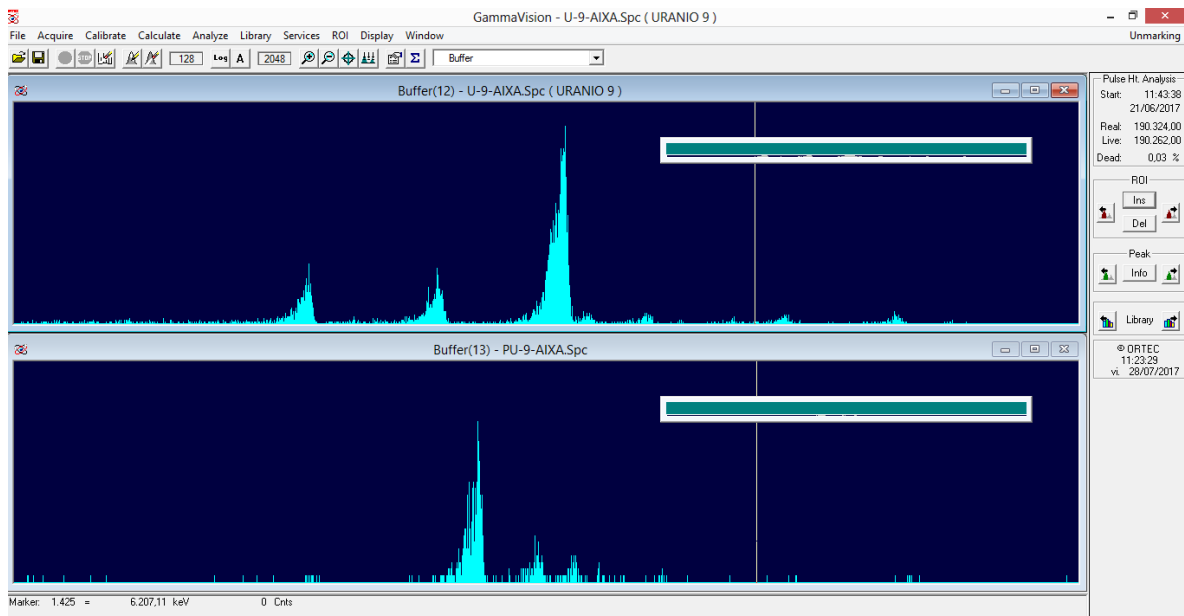 GammaVision - U-9-AIXA.Spc ( URANIO 9 )
File Acquire Calibrate Calculate Analyze Library Services ROI Display Window Unmarking
STOP 128 Log A 2048 Σ Buffer
Buffer(12) - U-9-AIXA.Spc ( URANIO 9 )
Pulse Ht. Analysis
Start: 11:43:38
21/06/2017
Real: 190.324,00
Live: 190.262,00
Dead: 0,03 %
ROI
Ins
Del
Peak
Info
Library
© ORTEC
11:23:29
vi. 28/07/2017
Buffer(13) - PU-9-AIXA.Spc
Marker: 1.425 = 6.207,11 keV 0 Cnts